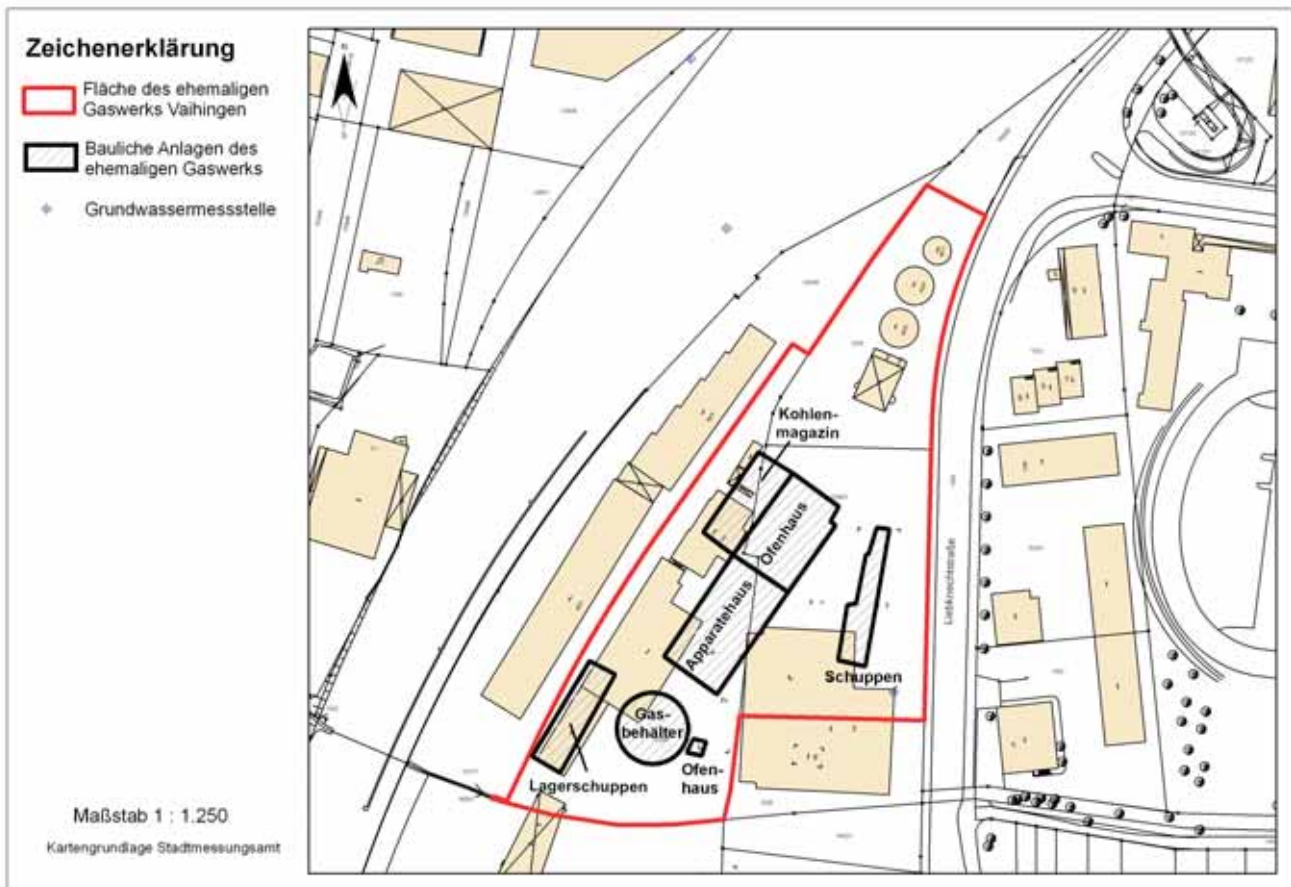 Zeichenerklärung
Fläche des ehemaligen
Gaswerks Vaihingen
Bauliche Anlagen des
ehemaligen Gaswerks
Grundwassermessstelle
Maßstab 1 : 1.250
Kartengrundlage Stadtmessungsamt
Kohlen-
magazin
Ofenhaus
Apparatehaus
Schuppen
Gas-
behälter
Ofen-
haus
Lagerschuppen
Liebknechtstraße